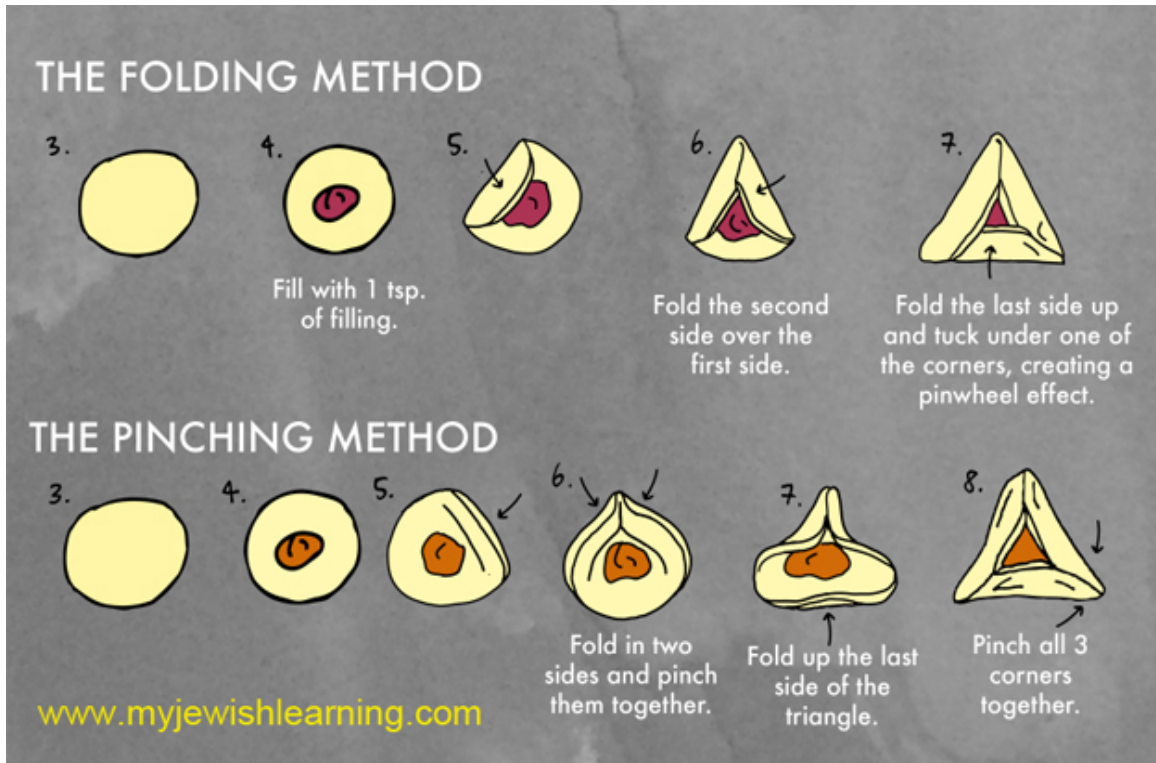 THE FOLDING METHOD
3.
4.
5.
6.
7.
Fill with 1 tsp.
of filling.
Fold the second
side over the
first side.
Fold the last side up
and tuck under one of
the corners, creating a
pinwheel effect.
THE PINCHING METHOD
3.
4.
5.
6.
7.
8.
Fold in two
sides and pinch
them together.
Fold up the last
side of the
triangle.
Pinch all 3
corners
together.
www.myjewishlearning.com